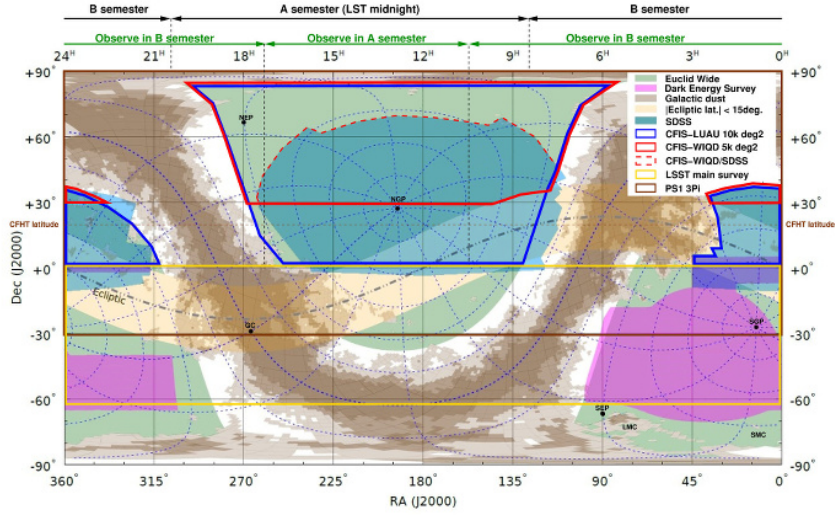 B semester A semester (LST midnight) B semester
Observe in B semester Observe in A semester Observe in B semester
24H 21H 18H 15H 12H 9H 6H 3H 0H
+90° +90°
Euclid Wide
Dark Energy Survey
Galactic dust
|Ecliptic lat.| < 15deg.
SDSS
CFIS-LUAU 10k deg2
CFIS-WIQD 5k deg2
CFIS-WIQD/SDSS
LSST main survey
PS1 3Pi
NEP
+60° +60°
+30° +30°
NGP
CFHT latitude CFHT latitude
Dec (J2000)
+0° +0°
Ecliptic
GC
SGP
-30° -30°
-60° -60°
SEP
LMC
SMC
-90° -90°
360° 315° 270° 225° 180° 135° 90° 45° 0°
RA (J2000)